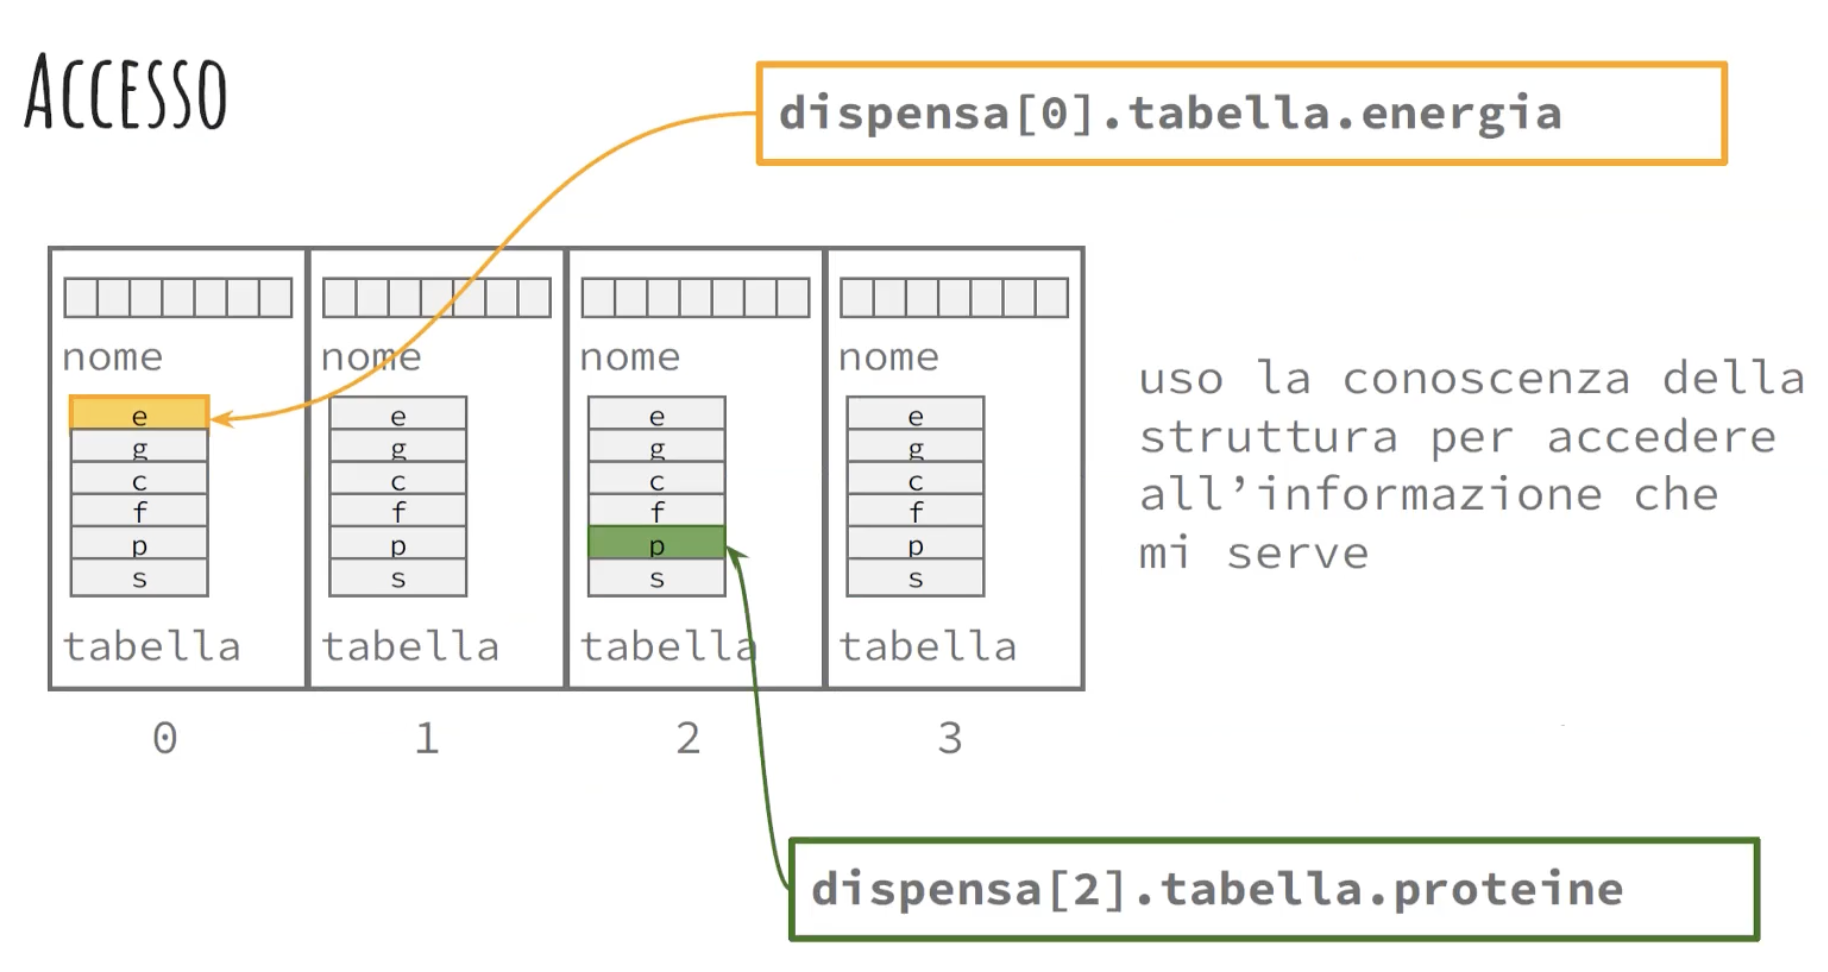 ACCESSO
dispensa[0].tabella.energia
nome nome nome nome
e e e e
g g g g
c c c c
f f f f
p p p p
s s s s
tabella tabella tabella tabella
0 1 2 3
uso la conoscenza della
struttura per accedere
all’informazione che
mi serve
dispensa[2].tabella.proteine